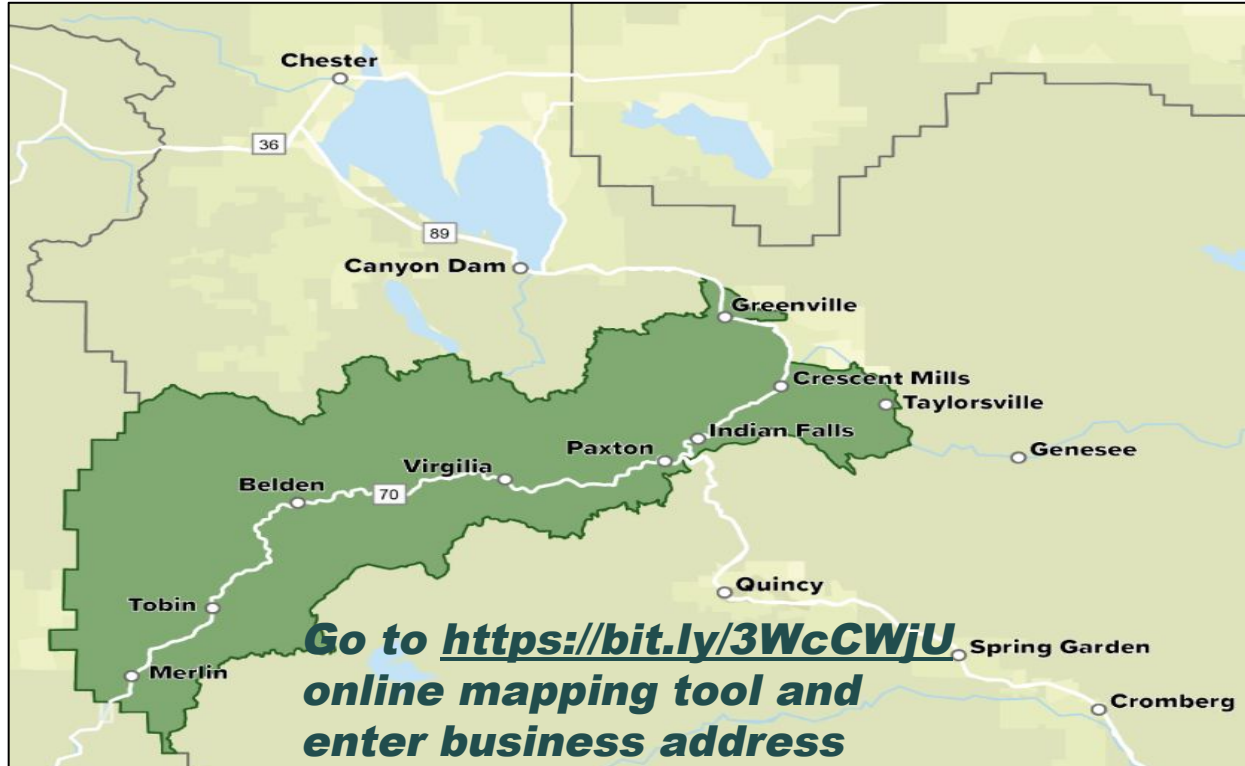 Chester
36
89
Canyon Dam
Greenville
Crescent Mills
Taylorsville
Indian Falls
Paxton
Genesee
Virgilia
Belden
70
Quincy
Tobin
Go to https://bit.ly/3WcCWjU
Spring Garden
Merlin
online mapping tool and
Cromberg
enter business address